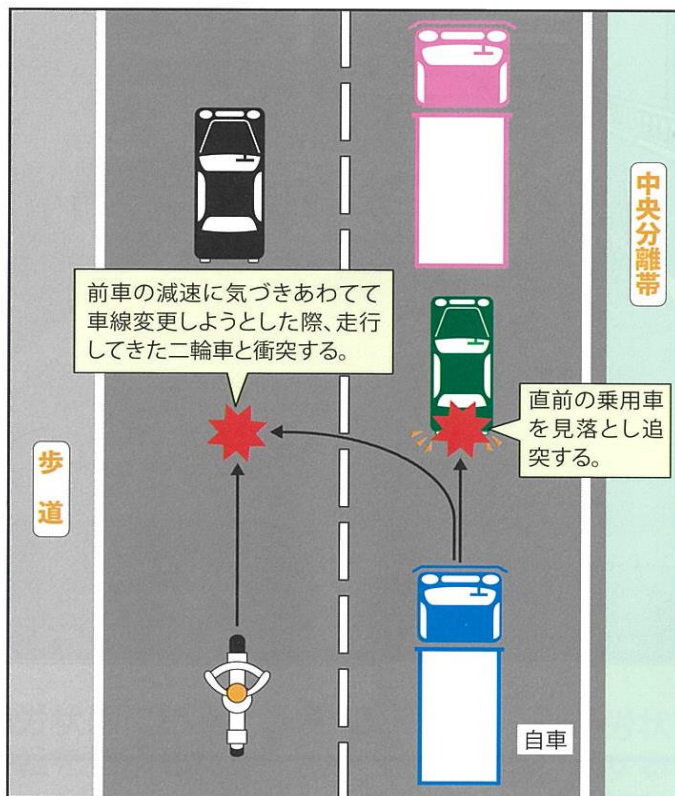 中央分離帯
前車の減速に気づきあわてて
車線変更しようとした際、走行
してきた二輪車と衝突する。
直前の乗用車
を見落とし追
突する。
歩道
自車